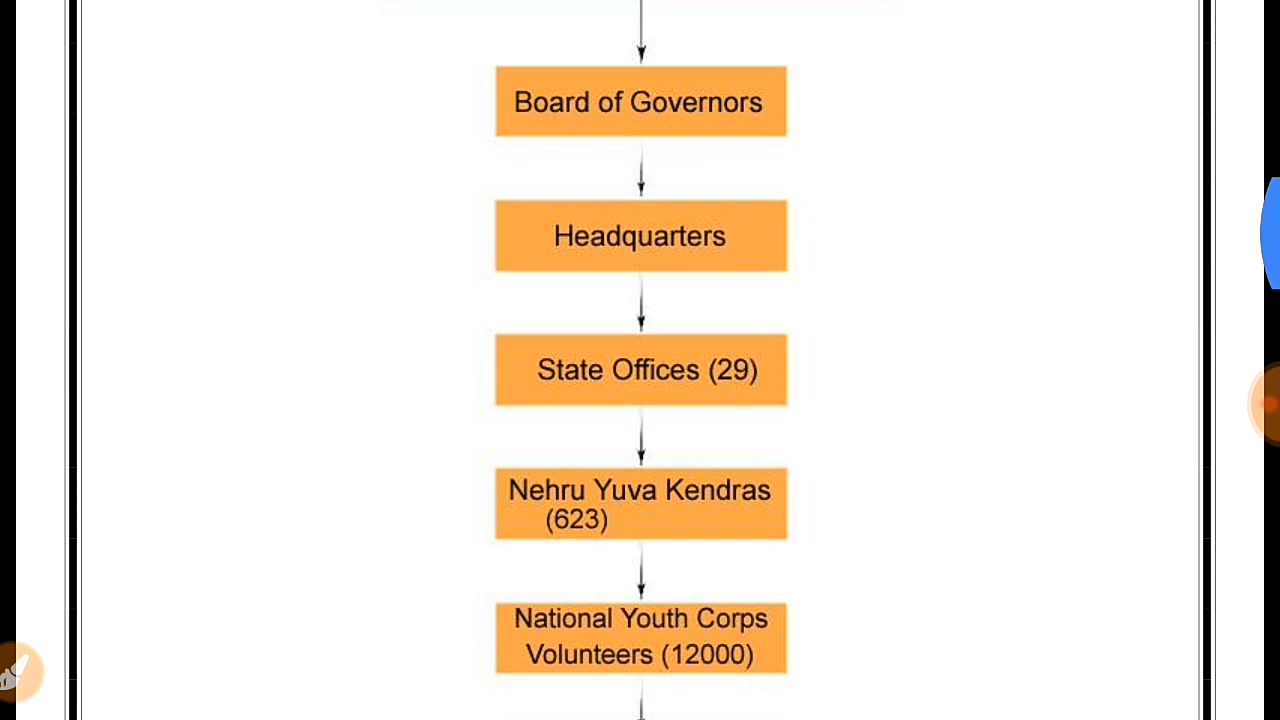 Board of Governors
Headquarters
State Offices (29)
Nehru Yuva Kendras
(623)
National Youth Corps
Volunteers (12000)